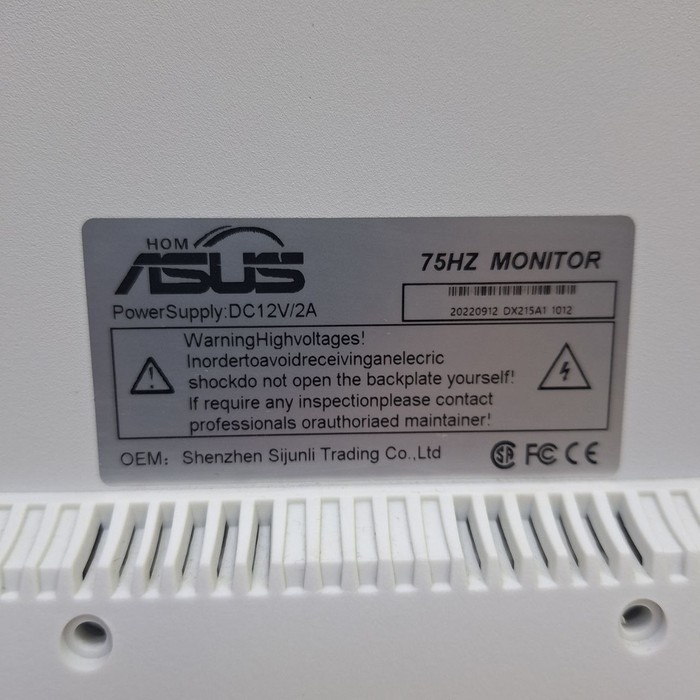 HOM
ASUS
75HZ MONITOR
PowerSupply:DC12V/2A
20220912 DX215A1 1012
WarningHighvoltages!
Inordertoavoidreceivinganelecric
shockdo not open the backplate yourself!
If require any inspectionplease contact
professionals orauthoriaed maintainer!
OEM: Shenzhen Sijunli Trading Co.,Ltd
SA FC CE